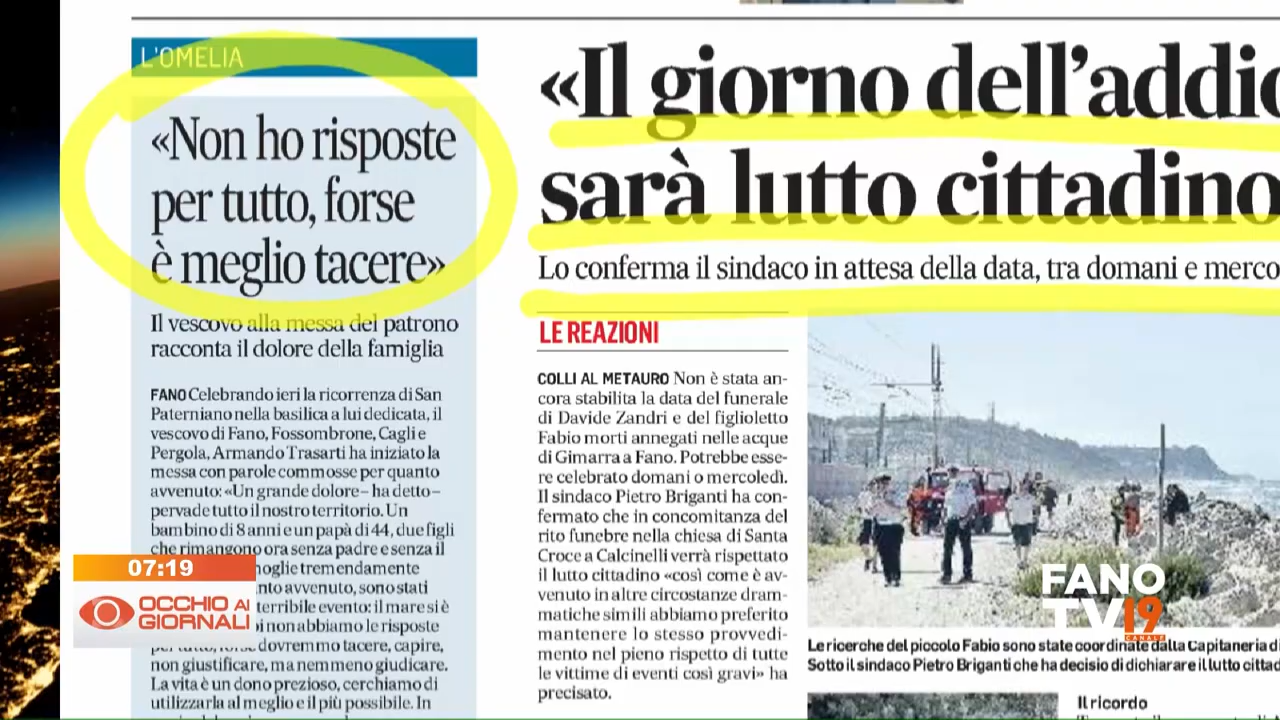 L'OMELIA
«Non ho risposte
per tutto, forse
è meglio tacere»
Il vescovo alla messa del patrono
racconta il dolore della famiglia
FANO Celebrando ieri la ricorrenza di San
Paterniano nella basilica a lui dedicata, il
vescovo di Fano, Fossombrone, Cagli e
Pergola, Armando Trasarti ha iniziato la
messa con parole commosse per quanto
avvenuto: «Un grande dolore – ha detto –
pervade tutto il nostro territorio. Un
bambino di 8 anni e un papà di 44, due figli
che rimangono ora senza padre e senza il
moglie tremendamente
avvenuto, sono stati
terribile evento: il mare si è
non abbiamo le risposte
per tutto, forse dovremmo tacere, capire,
non giustificare, ma nemmeno giudicare.
La vita è un dono prezioso, cerchiamo di
utilizzarla al meglio e il più possibile. In
«Il giorno dell'addio
sarà lutto cittadino
Lo conferma il sindaco in attesa della data, tra domani e merco
LE REAZIONI
COLLI AL METAURO Non è stata an-
cora stabilita la data del funerale
di Davide Zandri e del figlioletto
Fabio morti annegati nelle acque
di Gimarra a Fano. Potrebbe esse-
re celebrato domani o mercoledì.
Il sindaco Pietro Briganti ha con-
fermato che in concomitanza del
rito funebre nella chiesa di Santa
Croce a Calcinelli verrà rispettato
il lutto cittadino «così come è av-
venuto in altre circostanze dram-
matiche simili abbiamo preferito
mantenere lo stesso provvedi-
mento nel pieno rispetto di tutte
le vittime di eventi così gravi» ha
precisato.
Le ricerche del piccolo Fabio sono state coordinate dalla Capitaneria di
Sotto il sindaco Pietro Briganti che ha decisio di dichiarare il lutto citta
Il ricordo
07:19
OCCHIO AI
GIORNALI
FANO
TV19
CANALE